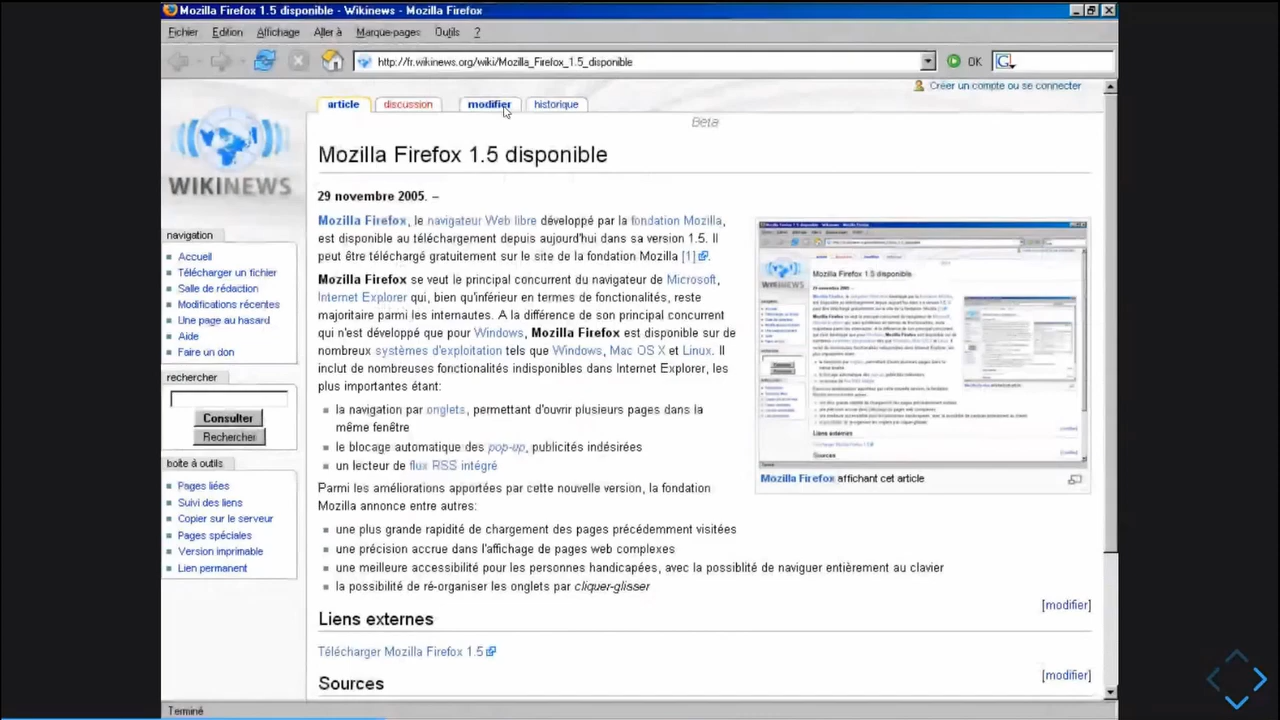 Mozilla Firefox 1.5 disponible - Wikinews - Mozilla Firefox
Fichier Edition Affichage Aller à Marque-pages Outils ?
http://fr.wikinews.org/wiki/Mozilla_Firefox_1.5_disponible OK
Créer un compte ou se connecter
article discussion modifier historique
Beta
WIKINEWS
Mozilla Firefox 1.5 disponible
29 novembre 2005. –
Mozilla Firefox, le navigateur Web libre développé par la fondation Mozilla,
est disponible au téléchargement depuis aujourd'hui dans sa version 1.5. Il
peut être téléchargé gratuitement sur le site de la fondation Mozilla [1].
Mozilla Firefox est le principal concurrent du navigateur de Microsoft,
Internet Explorer qui, bien qu'inférieur en termes de fonctionalités, reste
majoritaire parmi les internautes. A la différence de son principal concurrent
qui n'est développé que pour Windows, Mozilla Firefox est disponible sur de
nombreux systèmes d'exploitation tels que Windows, Mac OS X et Linux. Il
inclut de nombreuses fonctionalités indisponibles dans Internet Explorer, les
plus importantes étant:
la navigation par onglets, permettant d'ouvrir plusieurs pages dans la
même fenêtre
le blocage automatique des pop-up, publicités indésirées
un lecteur de flux RSS intégré
Parmi les améliorations apportées par cette nouvelle version, la fondation
Mozilla annonce entre autres:
une plus grande rapidité de chargement des pages précédemment visitées
une précision accrue dans l'affichage de pages web complexes
une meilleure accessibilité pour les personnes handicapées, avec la possiblité de naviguer entièrement au clavier
la possibilité de ré-organiser les onglets par cliquer-glisser
[modifier]
Liens externes
Télécharger Mozilla Firefox 1.5
[modifier]
Sources
Mozilla Firefox affichant cet article
navigation
Accueil
Télécharger un fichier
Salle de rédaction
Modifications récentes
Une page au hasard
Aide
Faire un don
rechercher
Consulter
Rechercher
boîte à outils
Pages liées
Suivi des liens
Copier sur le serveur
Pages spéciales
Version imprimable
Lien permanent
Terminé